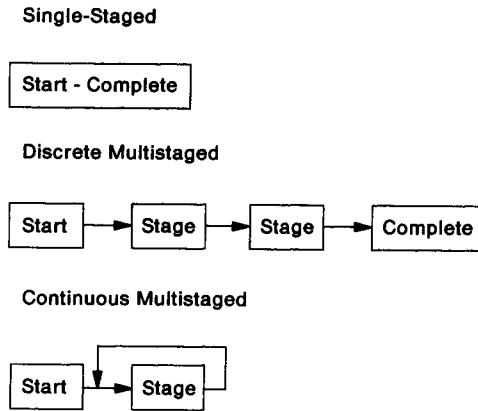 Single-Staged
Start - Complete
Discrete Multistaged
Start Stage Stage Complete
Continuous Multistaged
Start Stage